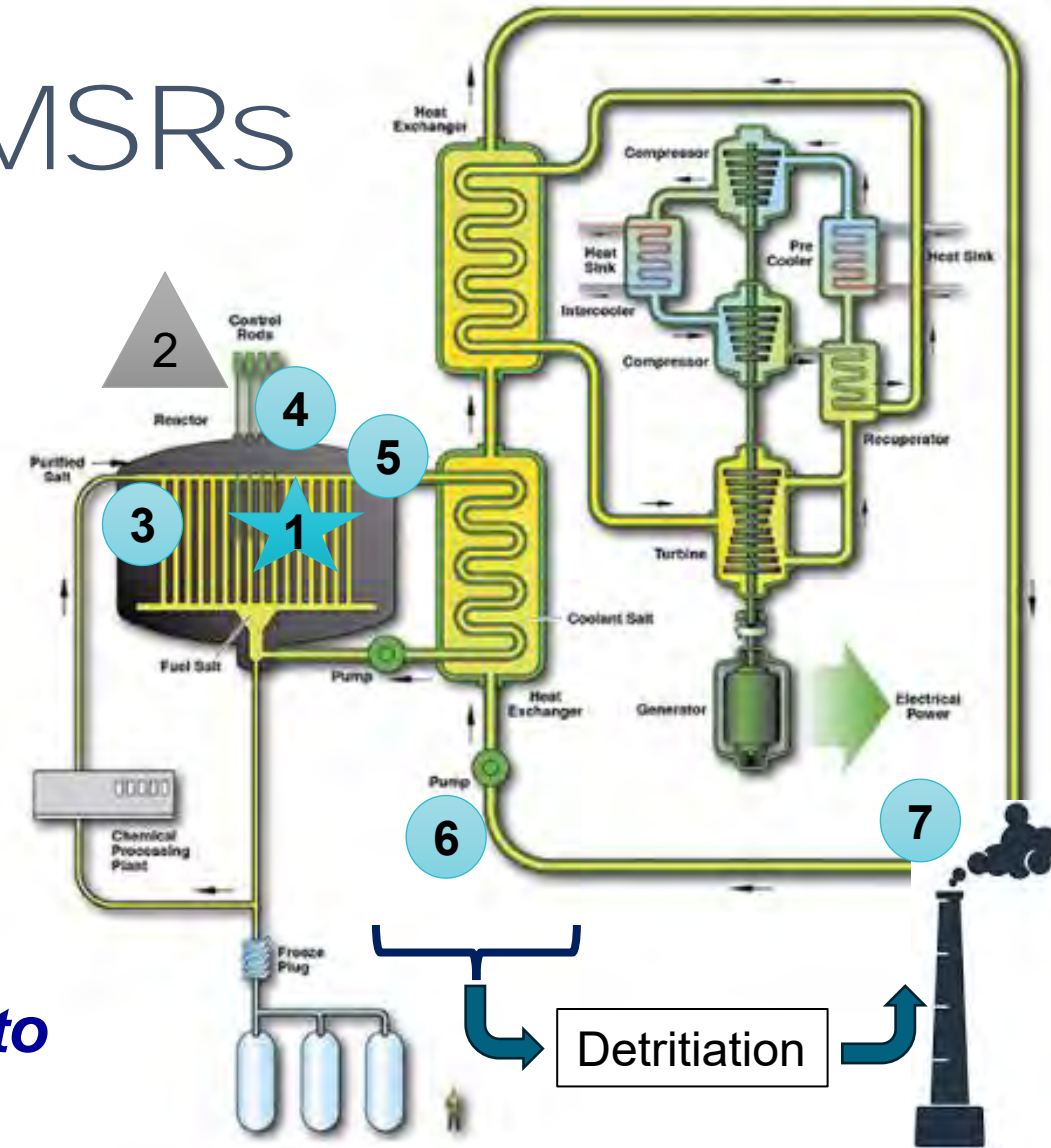 MSRs
Heat
Exchanger
Compressor
Heat
Sink
Pre
Cooler
Heat Sink
Intercooler
Compressor
2
Control
Rods
4
Reactor
5
Recuperator
Purified
Salt
3
1
Turbine
Coolant Salt
Fuel Salt
Pump
Heat
Exchanger
Generator
Electrical
Power
Pump
6
7
Chemical
Processing
Plant
Freeze
Plug
to
Detritiation